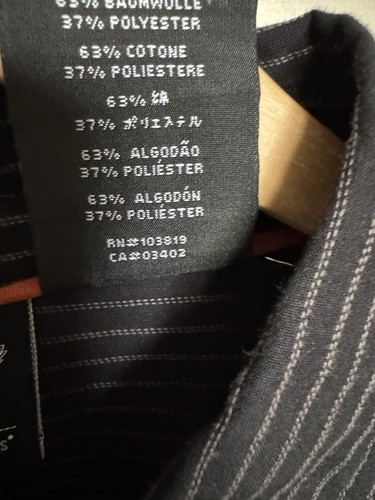 63% BAUMWOLLE
37% POLYESTER
63% COTONE
37% POLIESTERE
63% 綿
37% ポリエステル
63% ALGODÃO
37% POLIÉSTER
63% ALGODÓN
37% POLIÉSTER
RN#103819
CA#03402